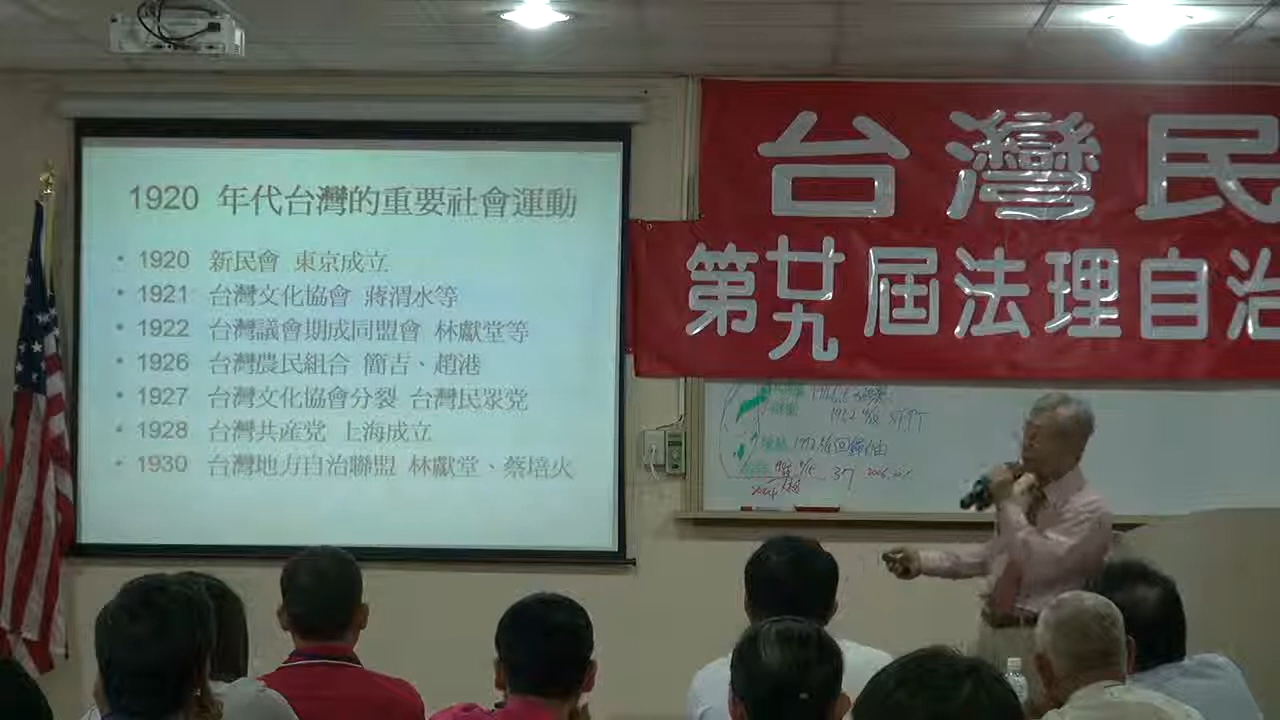 1920 年代台灣的重要社會運動
• 1920 新民會 東京成立
• 1921 台灣文化協會 蔣渭水等
• 1922 台灣議會期成同盟會 林獻堂等
• 1926 台灣農民組合 簡吉、趙港
• 1927 台灣文化協會分裂 台灣民眾党
• 1928 台灣共産党 上海成立
• 1930 台灣地方自治聯盟 林獻堂、蔡培火
台灣民
第廿九屆法理自治
37